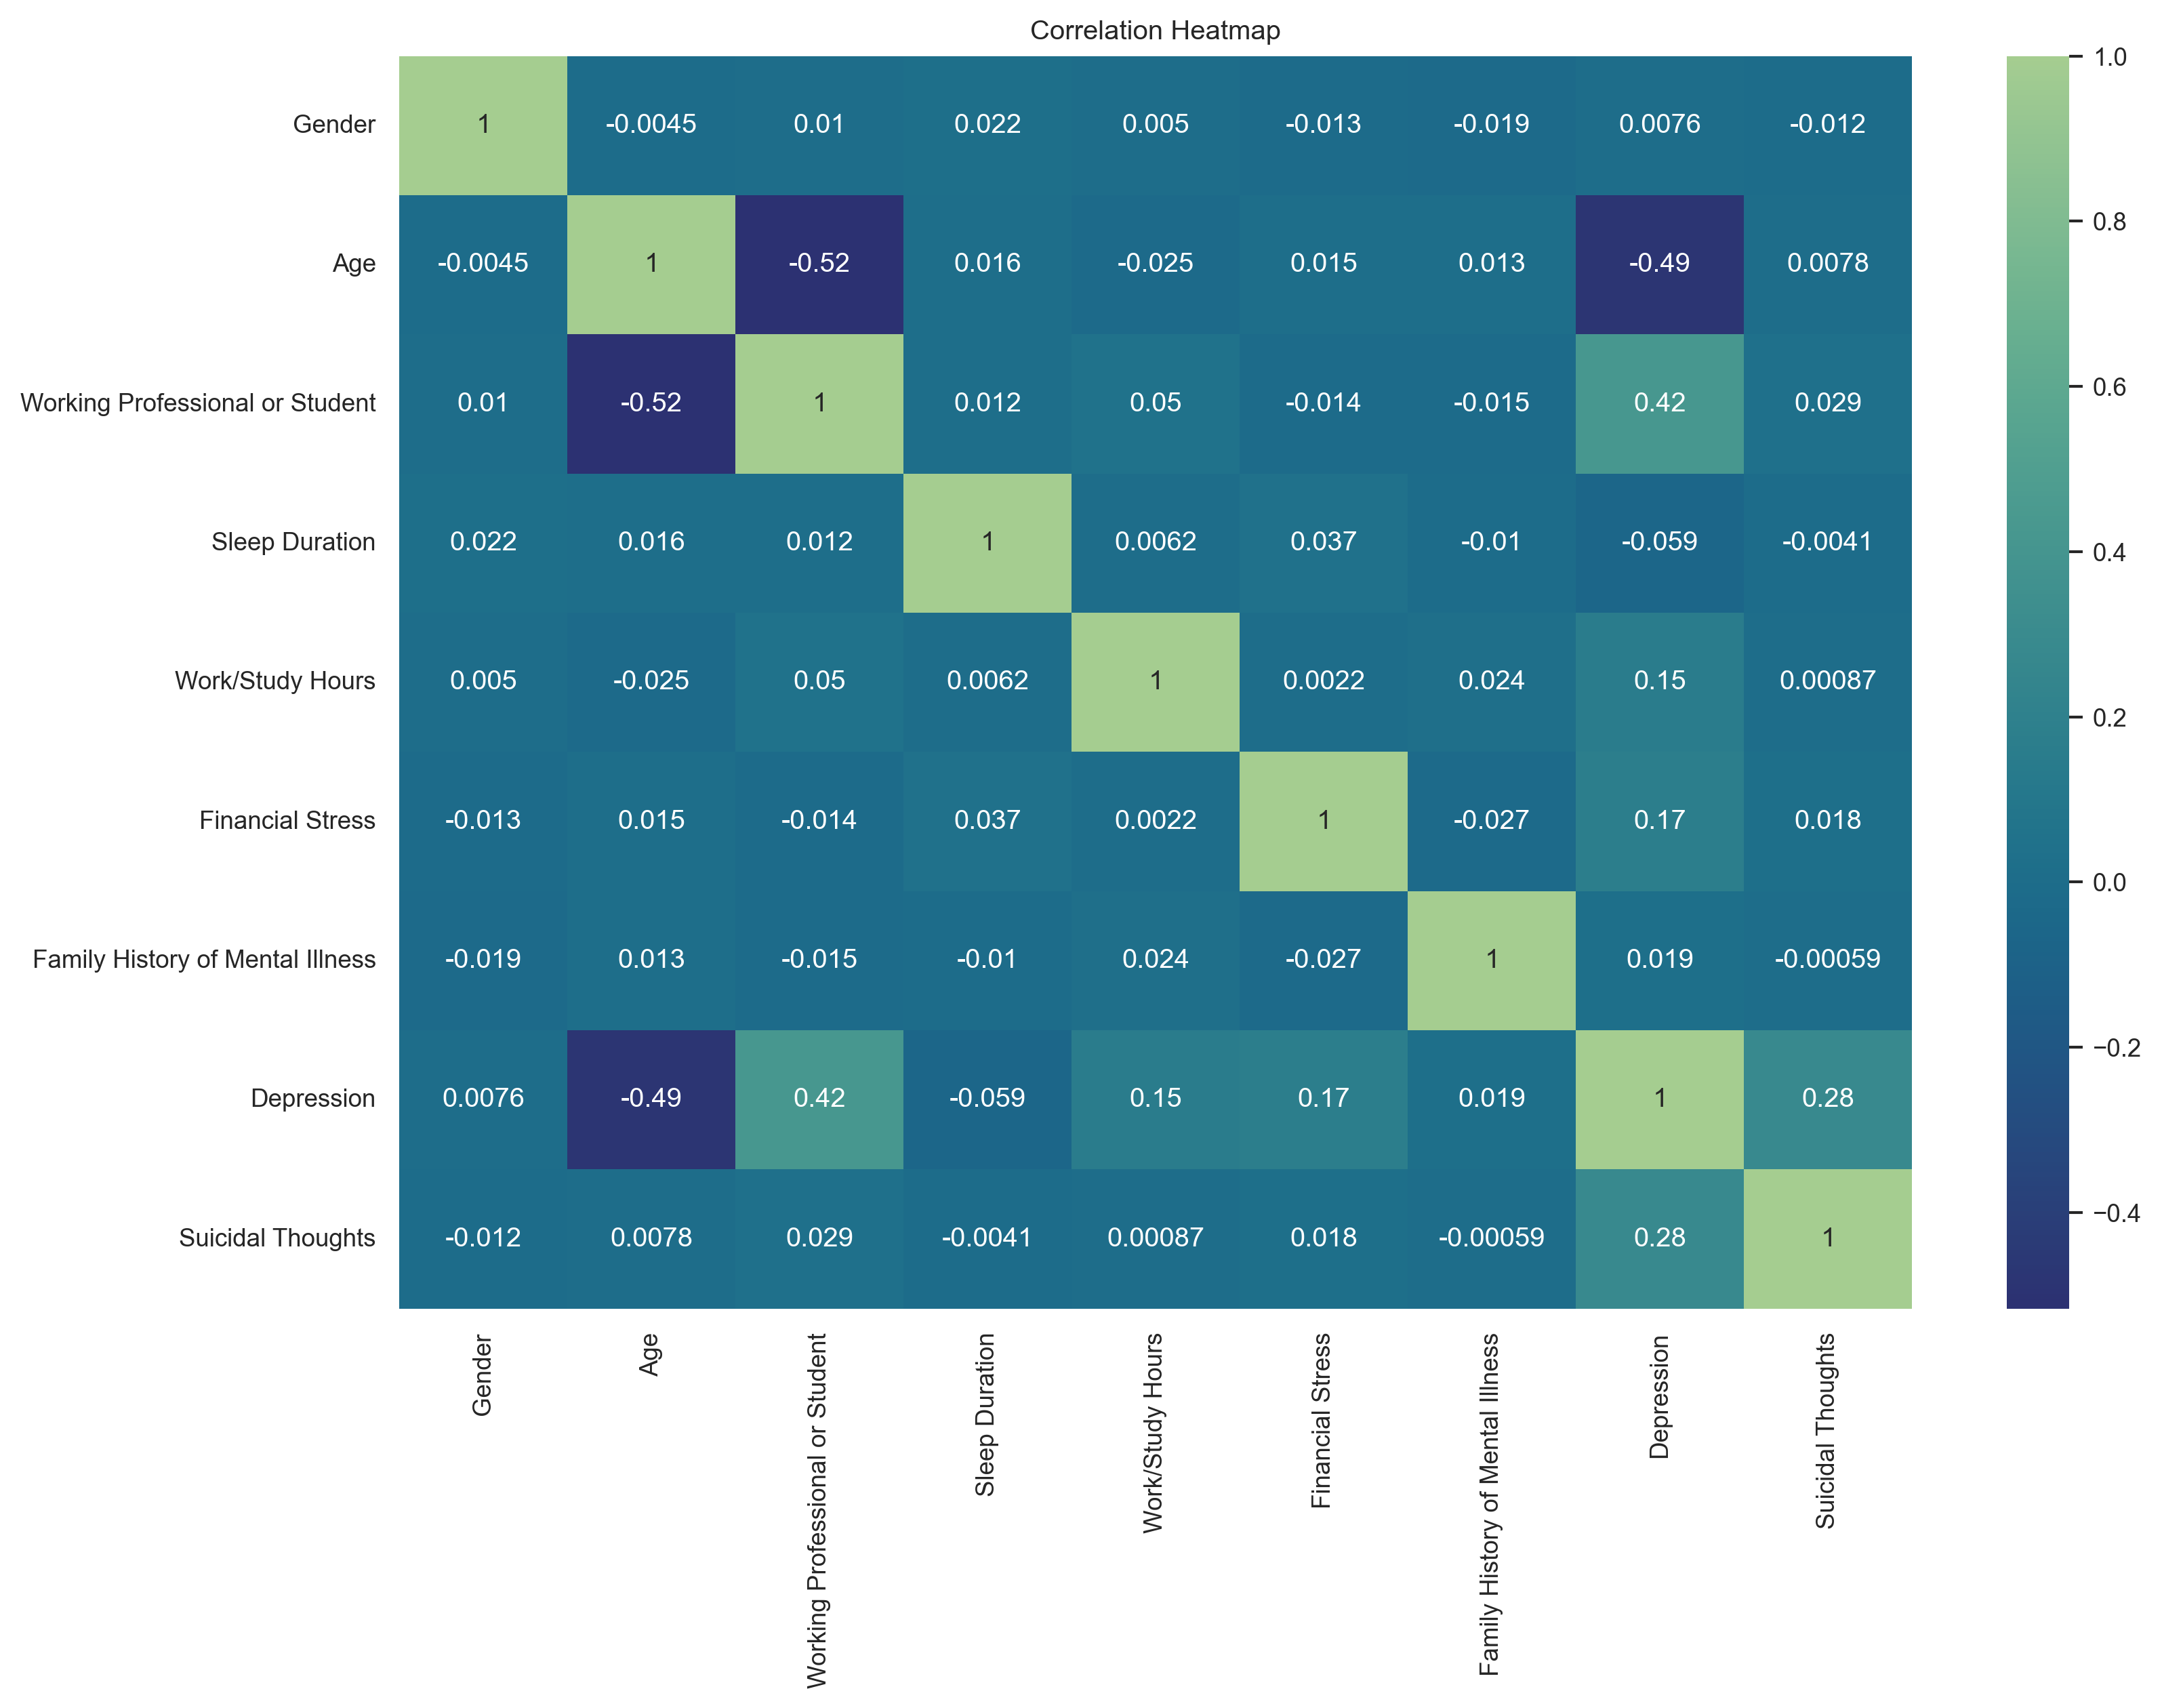 Correlation Heatmap
Gender 1 -0.0045 0.01 0.022 0.005 -0.013 -0.019 0.0076 -0.012
Age -0.0045 1 -0.52 0.016 -0.025 0.015 0.013 -0.49 0.0078
Working Professional or Student 0.01 -0.52 1 0.012 0.05 -0.014 -0.015 0.42 0.029
Sleep Duration 0.022 0.016 0.012 1 0.0062 0.037 -0.01 -0.059 -0.0041
Work/Study Hours 0.005 -0.025 0.05 0.0062 1 0.0022 0.024 0.15 0.00087
Financial Stress -0.013 0.015 -0.014 0.037 0.0022 1 -0.027 0.17 0.018
Family History of Mental Illness -0.019 0.013 -0.015 -0.01 0.024 -0.027 1 0.019 -0.00059
Depression 0.0076 -0.49 0.42 -0.059 0.15 0.17 0.019 1 0.28
Suicidal Thoughts -0.012 0.0078 0.029 -0.0041 0.00087 0.018 -0.00059 0.28 1
Gender
Age
Working Professional or Student
Sleep Duration
Work/Study Hours
Financial Stress
Family History of Mental Illness
Depression
Suicidal Thoughts
1.0
0.8
0.6
0.4
0.2
0.0
−0.2
−0.4